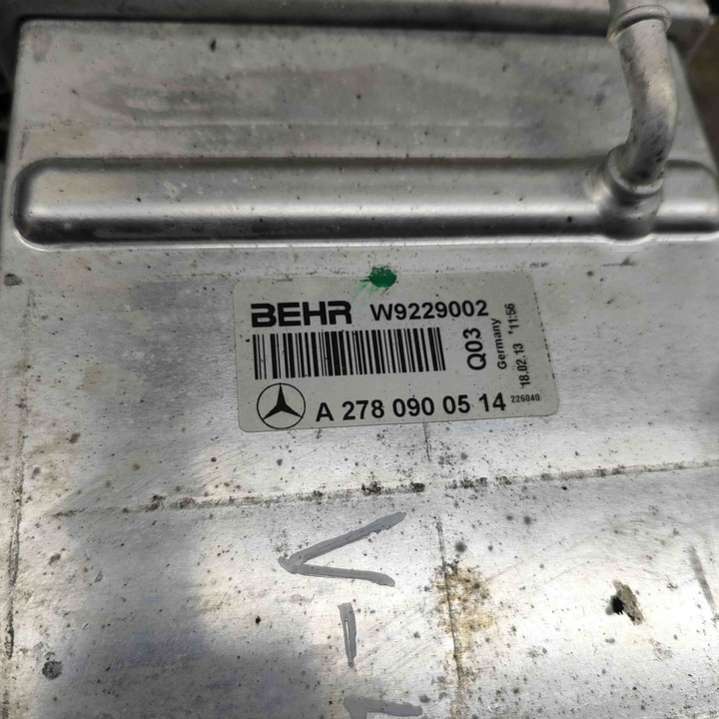 BEHR W9229002
Q03
Germany
18.02.13 *11:56
A 278 090 05 14
226040